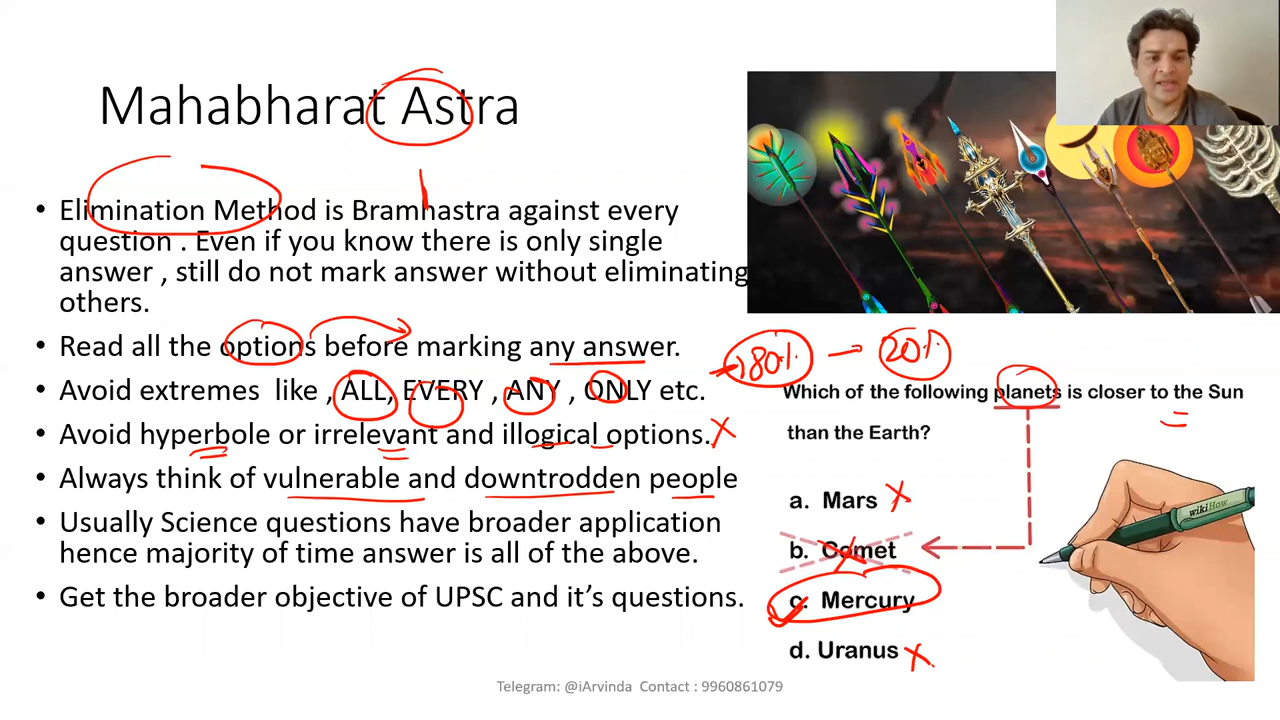 Mahabharat Astra
• Elimination Method is Bramhastra against every
question . Even if you know there is only single
answer , still do not mark answer without eliminating
others.
• Read all the options before marking any answer.
• Avoid extremes like , ALL, EVERY , ANY , ONLY etc.
• Avoid hyperbole or irrelevant and illogical options.
• Always think of vulnerable and downtrodden people
• Usually Science questions have broader application
hence majority of time answer is all of the above.
• Get the broader objective of UPSC and it's questions.
80% — 20%
Which of the following planets is closer to the Sun
than the Earth?
a. Mars
b. Comet
c. Mercury
d. Uranus
wikiHow
Telegram: @iArvinda Contact : 9960861079